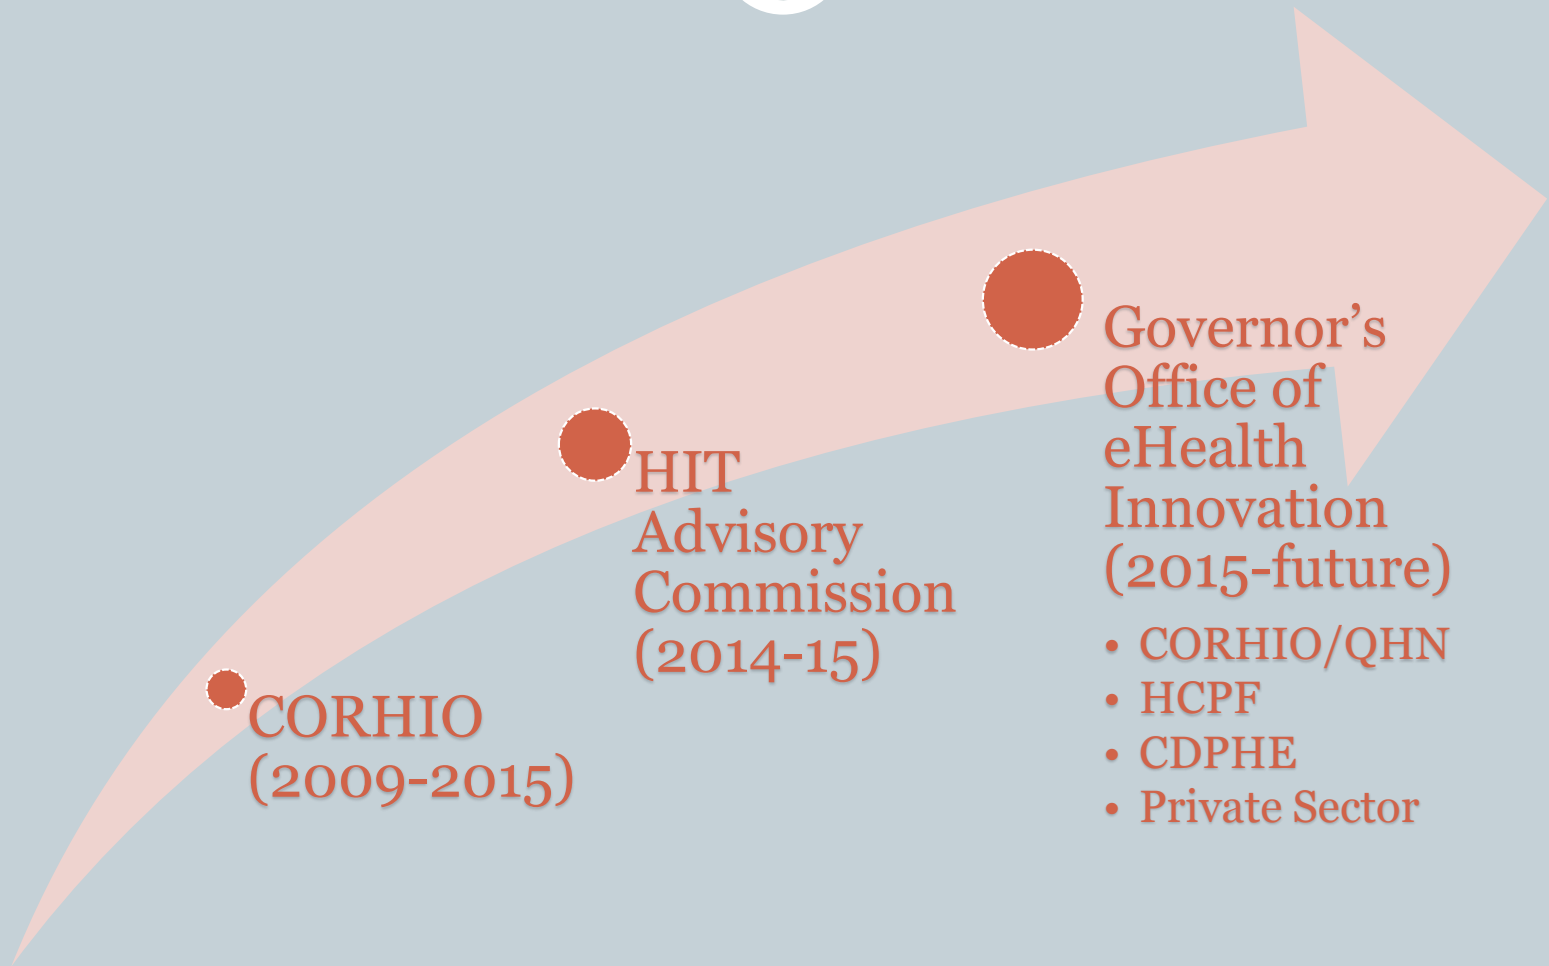 CORHIO
(2009-2015)
HIT
Advisory
Commission
(2014-15)
Governor’s
Office of
eHealth
Innovation
(2015-future)
• CORHIO/QHN
• HCPF
• CDPHE
• Private Sector